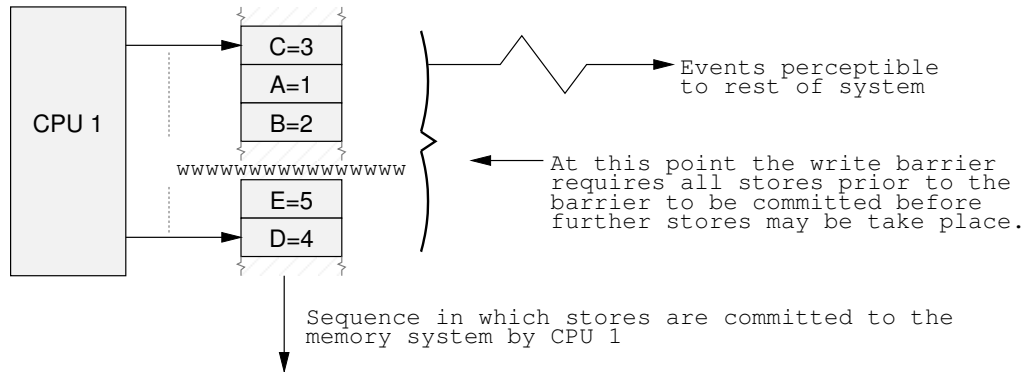 C=3
A=1
B=2
CPU 1
wwwwwwwwwwwwwwww
E=5
D=4
Events perceptible
to rest of system
At this point the write barrier
requires all stores prior to the
barrier to be committed before
further stores may be take place.
Sequence in which stores are committed to the
memory system by CPU 1